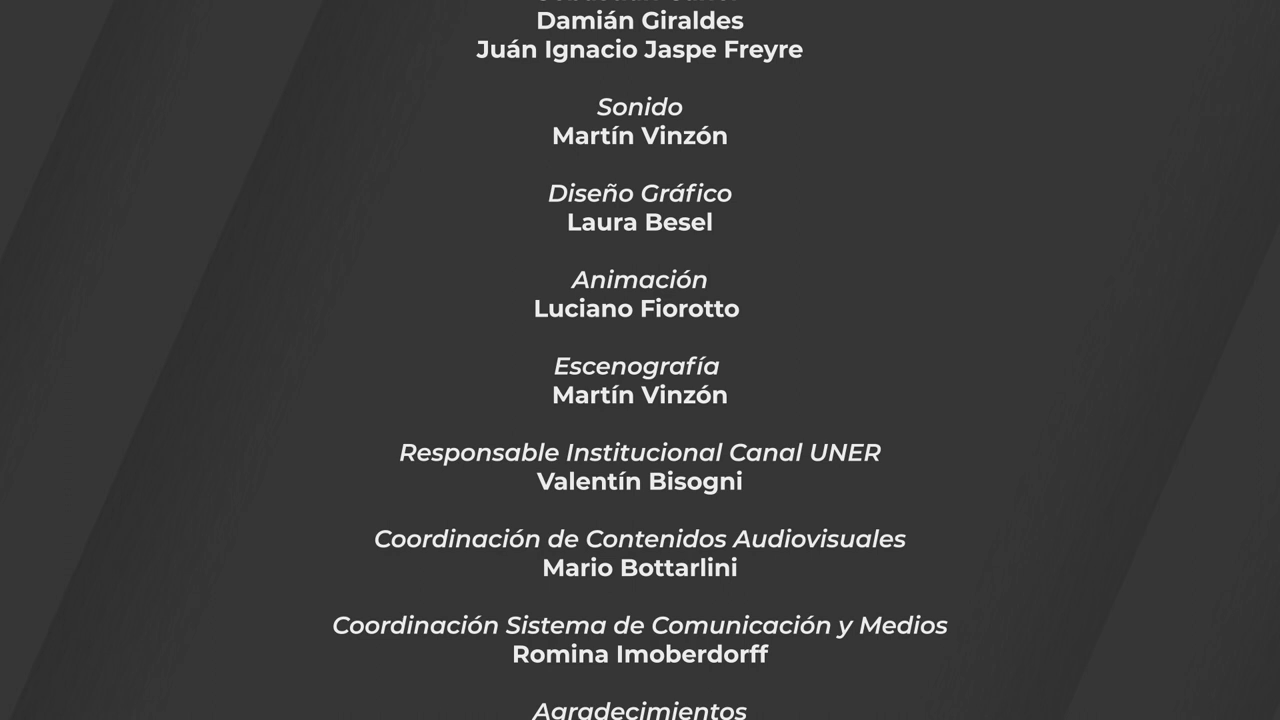 Damián Giraldes
Juán Ignacio Jaspe Freyre
Sonido
Martín Vinzón
Diseño Gráfico
Laura Besel
Animación
Luciano Fiorotto
Escenografía
Martín Vinzón
Responsable Institucional Canal UNER
Valentín Bisogni
Coordinación de Contenidos Audiovisuales
Mario Bottarlini
Coordinación Sistema de Comunicación y Medios
Romina Imoberdorff
Agradecimientos